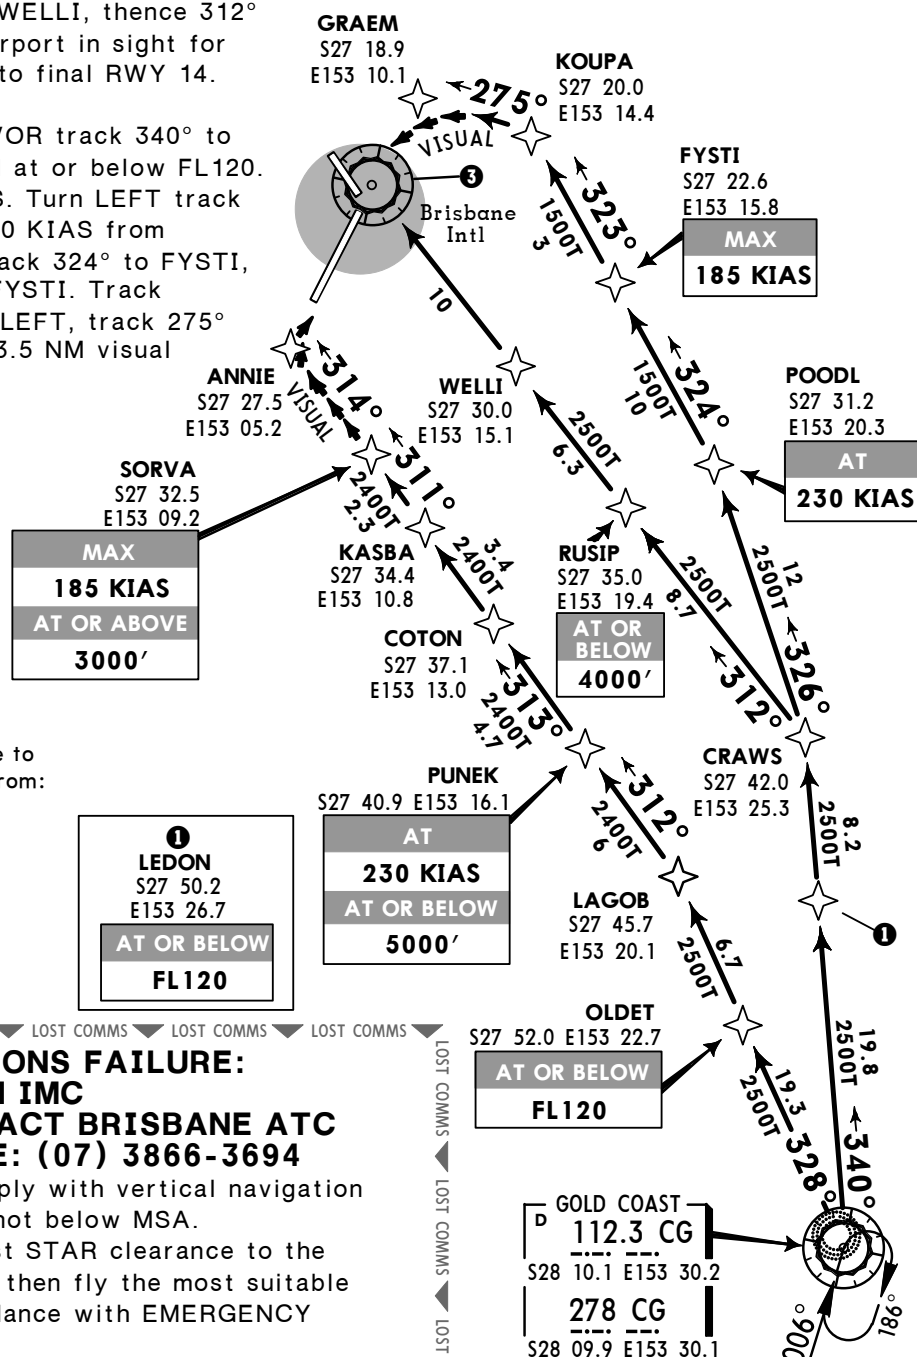 WELLI, thence 312°
rport in sight for
to final RWY 14.
VOR track 340° to
at or below FL120.
S. Turn LEFT track
0 KIAS from
ack 324° to FYSTI,
FYSTI. Track
LEFT, track 275°
3.5 NM visual
GRAEM
S27 18.9
E153 10.1
275°
VISUAL
KOUPA
S27 20.0
E153 14.4
3
Brisbane
Intl
323°
1500T
3
FYSTI
S27 22.6
E153 15.8
MAX
185 KIAS
10
324°
1500T
10
POODL
S27 31.2
E153 20.3
AT
230 KIAS
ANNIE
S27 27.5
E153 05.2
VISUAL
314°
WELLI
S27 30.0
E153 15.1
2500T
6.3
SORVA
S27 32.5
E153 09.2
MAX
185 KIAS
AT OR ABOVE
3000′
311°
2400T
2.3
KASBA
S27 34.4
E153 10.8
3.4
2400T
RUSIP
S27 35.0
E153 19.4
AT OR
BELOW
4000′
2500T
8.7
312°
12
2500T
326°
COTON
S27 37.1
E153 13.0
313°
2400T
4.7
e to
rom:
PUNEK
S27 40.9 E153 16.1
AT
230 KIAS
AT OR BELOW
5000′
312°
2400T
6
CRAWS
S27 42.0
E153 25.3
8.2
2500T
1
1
LEDON
S27 50.2
E153 26.7
AT OR BELOW
FL120
LAGOB
S27 45.7
E153 20.1
6.7
2500T
OLDET
S27 52.0 E153 22.7
AT OR BELOW
FL120
19.3
2500T
328°
19.8
2500T
340°
LOST COMMS LOST COMMS LOST COMMS
LOST COMMS LOST COMMS LOST
ONS FAILURE:
IMC
ACT BRISBANE ATC
E: (07) 3866-3694
ply with vertical navigation
not below MSA.
st STAR clearance to the
then fly the most suitable
dance with EMERGENCY
GOLD COAST
D
112.3 CG
S28 10.1 E153 30.2
278 CG
S28 09.9 E153 30.1
006°
186°